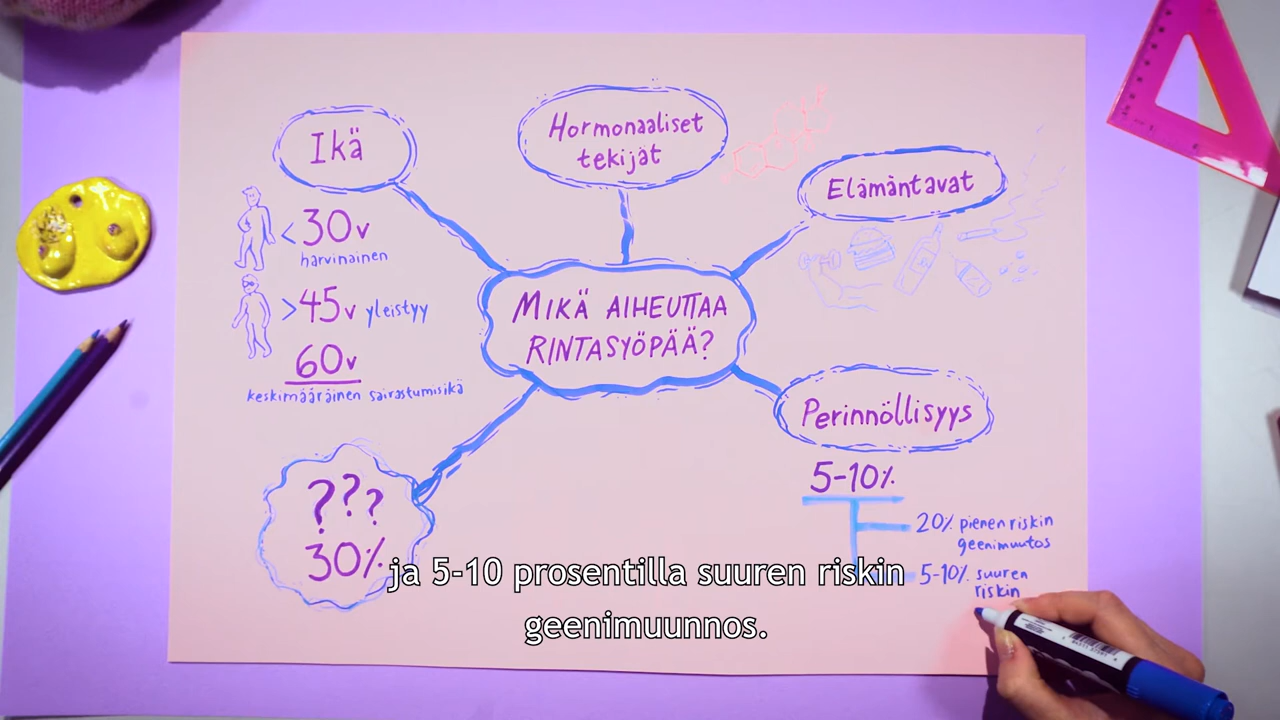 Ikä
< 30v
harvinainen
> 45v yleistyy
60v
keskimääräinen sairastumisikä
Hormonaaliset
tekijät
Elämäntavat
MIKÄ AIHEUTTAA
RINTASYÖPÄÄ?
Perinnöllisyys
5-10%
20% pienen riskin
geenimuutos
5-10% suuren
riskin
???
30%
ja 5-10 prosentilla suuren riskin
geenimuunnos.